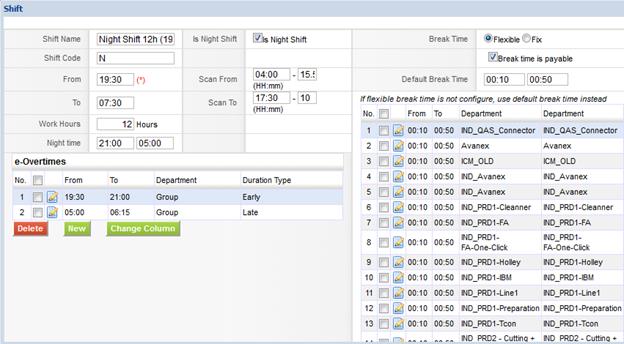 Shift
Shift Name Night Shift 12h (19 Is Night Shift Is Night Shift
Shift Code N
From 19:30 (*) Scan From 04:00 - 15.5 (HH:mm)
To 07:30 Scan To 17:30 - 10 (HH:mm)
Work Hours 12 Hours
Night time 21:00 05:00
e-Overtimes
No. From To Department Duration Type
1 19:30 21:00 Group Early
2 05:00 06:15 Group Late
Delete New Change Column
Break Time Flexible Fix
Break time is payable
Default Break Time 00:10 00:50
If flexible break time is not configure, use default break time instead
No. From To Department Department
1 00:10 00:50 IND_QAS_Connector IND_QAS_Connector
2 00:10 00:50 Avanex Avanex
3 00:10 00:50 ICM_OLD ICM_OLD
4 00:10 00:50 IND_Avanex IND_Avanex
5 00:10 00:50 IND_Avanex IND_Avanex
6 00:10 00:50 IND_PRD1-Cleanner IND_PRD1-Cleanner
7 00:10 00:50 IND_PRD1-FA IND_PRD1-FA
8 00:10 00:50 IND_PRD1-FA-One-Click IND_PRD1-FA-One-Click
9 00:10 00:50 IND_PRD1-Holley IND_PRD1-Holley
10 00:10 00:50 IND_PRD1-IBM IND_PRD1-IBM
11 00:10 00:50 IND_PRD1-Line1 IND_PRD1-Line1
12 00:10 00:50 IND_PRD1-Preparation IND_PRD1-Preparation
13 00:10 00:50 IND_PRD1-Tcon IND_PRD1-Tcon
IND_PRD2 - Cutting + IND_PRD2 - Cutting +